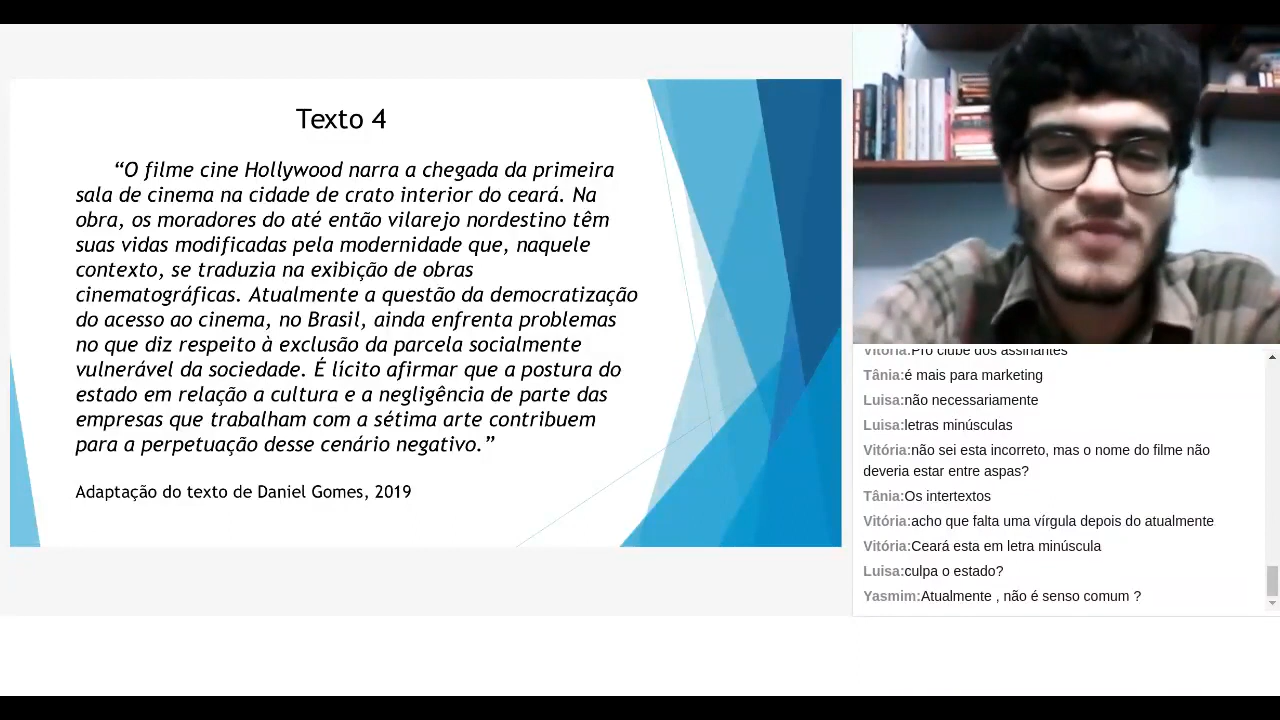 Texto 4
“O filme cine Hollywood narra a chegada da primeira
sala de cinema na cidade de crato interior do ceará. Na
obra, os moradores do até então vilarejo nordestino têm
suas vidas modificadas pela modernidade que, naquele
contexto, se traduzia na exibição de obras
cinematográficas. Atualmente a questão da democratização
do acesso ao cinema, no Brasil, ainda enfrenta problemas
no que diz respeito à exclusão da parcela socialmente
vulnerável da sociedade. É lícito afirmar que a postura do
estado em relação a cultura e a negligência de parte das
empresas que trabalham com a sétima arte contribuem
para a perpetuação desse cenário negativo.”
Adaptação do texto de Daniel Gomes, 2019
Vitória:Pro clube dos assinantes
Tânia:é mais para marketing
Luisa:não necessariamente
Luisa:letras minúsculas
Vitória:não sei esta incorreto, mas o nome do filme não
deveria estar entre aspas?
Tânia:Os intertextos
Vitória:acho que falta uma vírgula depois do atualmente
Vitória:Ceará esta em letra minúscula
Luisa:culpa o estado?
Yasmim:Atualmente , não é senso comum ?